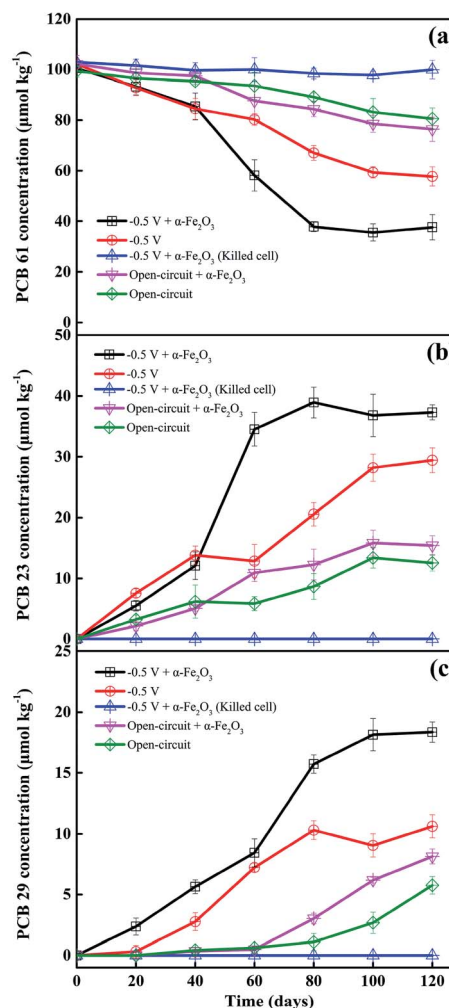 (a)
120
100
80
60
40
20
0
PCB 61 concentration (µmol kg⁻¹)
-0.5 V + α-Fe₂O₃
-0.5 V
-0.5 V + α-Fe₂O₃ (Killed cell)
Open-circuit + α-Fe₂O₃
Open-circuit
(b)
50
40
30
20
10
0
PCB 23 concentration (µmol kg⁻¹)
-0.5 V + α-Fe₂O₃
-0.5 V
-0.5 V + α-Fe₂O₃ (Killed cell)
Open-circuit + α-Fe₂O₃
Open-circuit
(c)
25
20
15
10
5
0
PCB 29 concentration (µmol kg⁻¹)
-0.5 V + α-Fe₂O₃
-0.5 V
-0.5 V + α-Fe₂O₃ (Killed cell)
Open-circuit + α-Fe₂O₃
Open-circuit
0 20 40 60 80 100 120
Time (days)